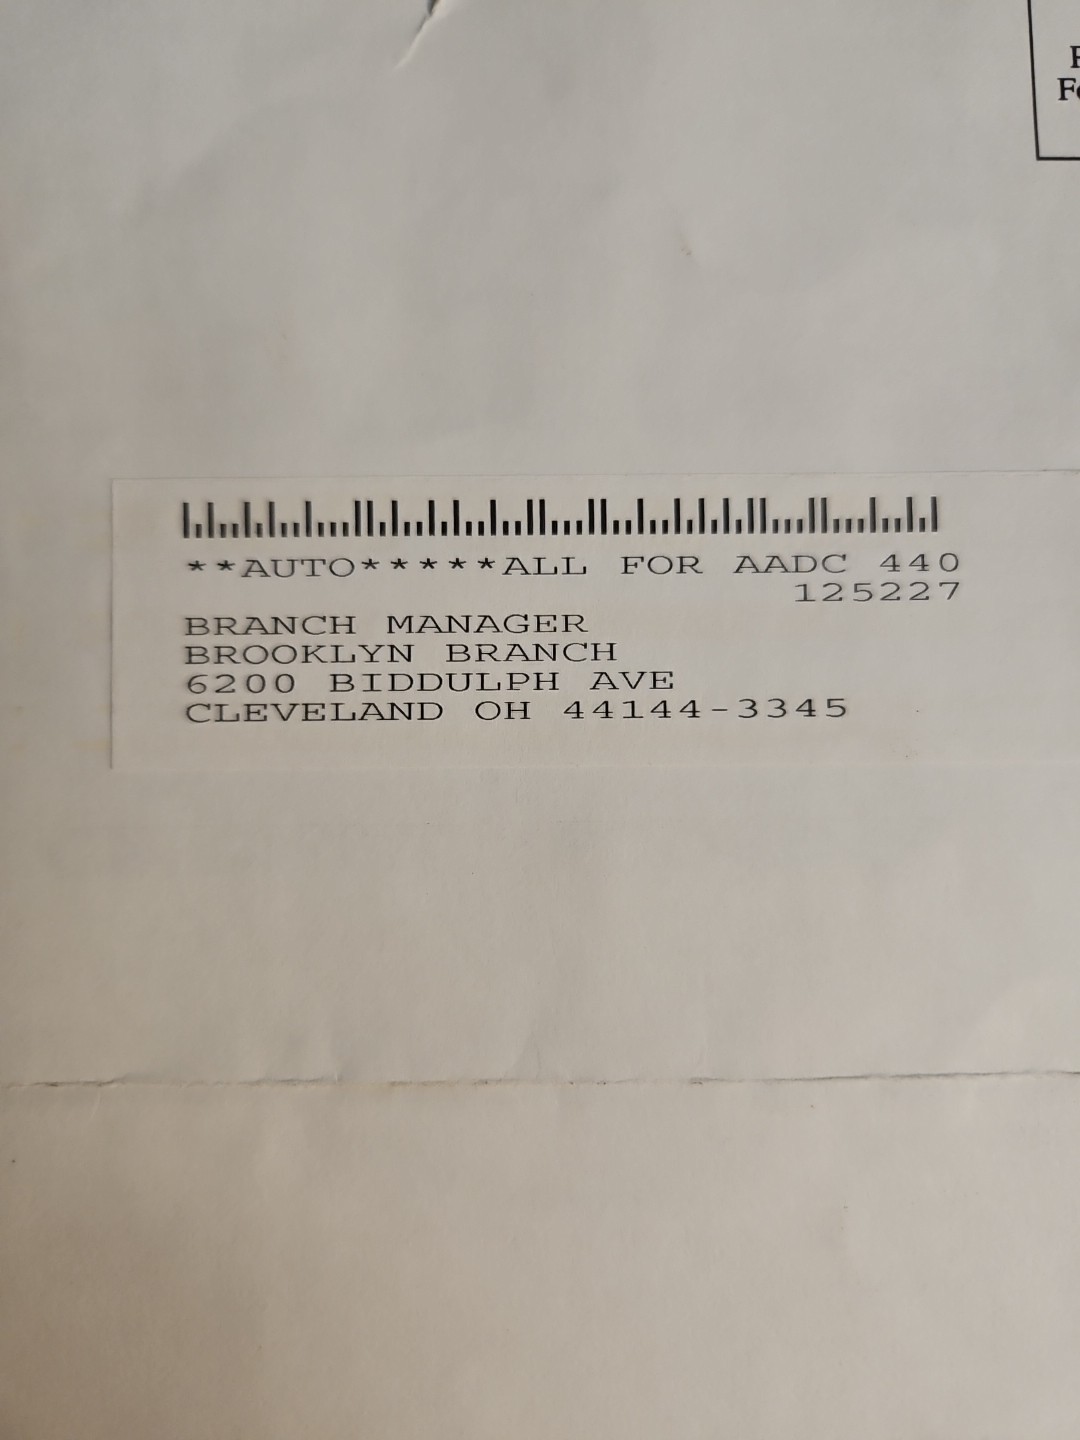 **AUTO*****ALL FOR AADC 440
125227
BRANCH MANAGER
BROOKLYN BRANCH
6200 BIDDULPH AVE
CLEVELAND OH 44144-3345